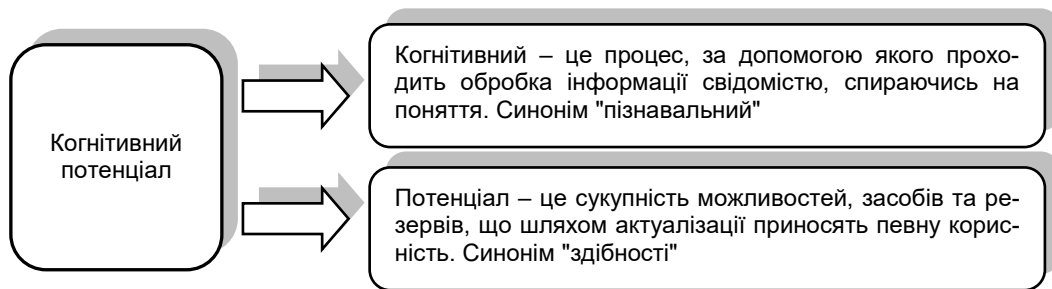 Когнітивний
потенціал
Когнітивний – це процес, за допомогою якого прохо-
дить обробка інформації свідомістю, спираючись на
поняття. Синонім "пізнавальний"
Потенціал – це сукупність можливостей, засобів та ре-
зервів, що шляхом актуалізації приносять певну корис-
ність. Синонім "здібності"